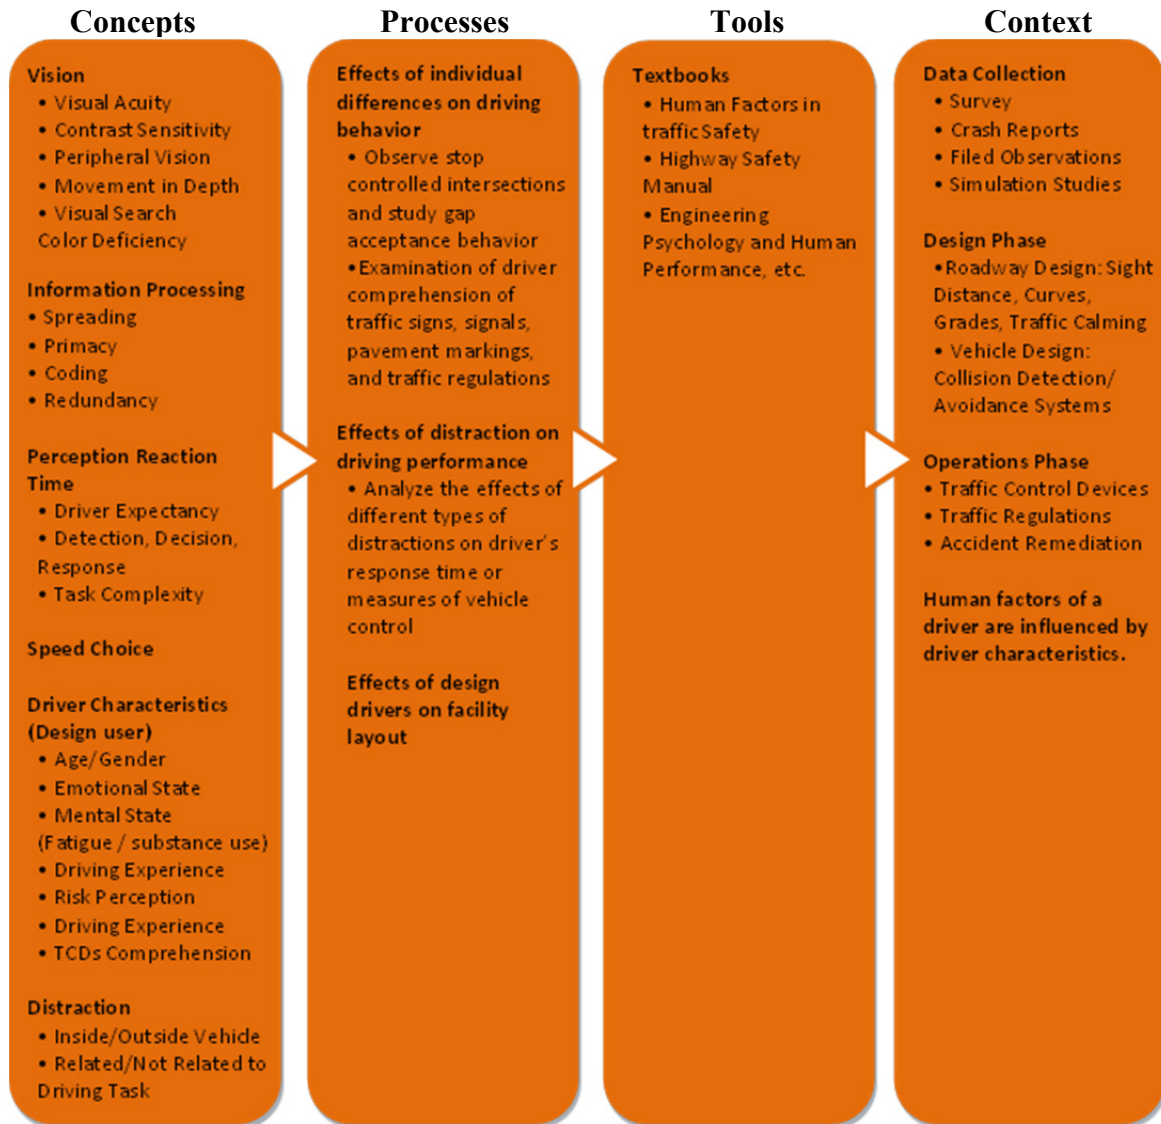 Concepts
Vision
• Visual Acuity
• Contrast Sensitivity
• Peripheral Vision
• Movement in Depth
• Visual Search
Color Deficiency
Information Processing
• Spreading
• Primacy
• Coding
• Redundancy
Perception Reaction
Time
• Driver Expectancy
• Detection, Decision,
Response
• Task Complexity
Speed Choice
Driver Characteristics
(Design user)
• Age/Gender
• Emotional State
• Mental State
(Fatigue / substance use)
• Driving Experience
• Risk Perception
• Driving Experience
• TCDs Comprehension
Distraction
• Inside/Outside Vehicle
• Related/Not Related to
Driving Task
Processes
Effects of individual
differences on driving
behavior
• Observe stop
controlled intersections
and study gap
acceptance behavior
•Examination of driver
comprehension of
traffic signs, signals,
pavement markings,
and traffic regulations
Effects of distraction on
driving performance
• Analyze the effects of
different types of
distractions on driver's
response time or
measures of vehicle
control
Effects of design
drivers on facility
layout
Tools
Textbooks
• Human Factors in
traffic Safety
• Highway Safety
Manual
• Engineering
Psychology and Human
Performance, etc.
Context
Data Collection
• Survey
• Crash Reports
• Filed Observations
• Simulation Studies
Design Phase
•Roadway Design: Sight
Distance, Curves,
Grades, Traffic Calming
• Vehicle Design:
Collision Detection/
Avoidance Systems
Operations Phase
• Traffic Control Devices
• Traffic Regulations
• Accident Remediation
Human factors of a
driver are influenced by
driver characteristics.